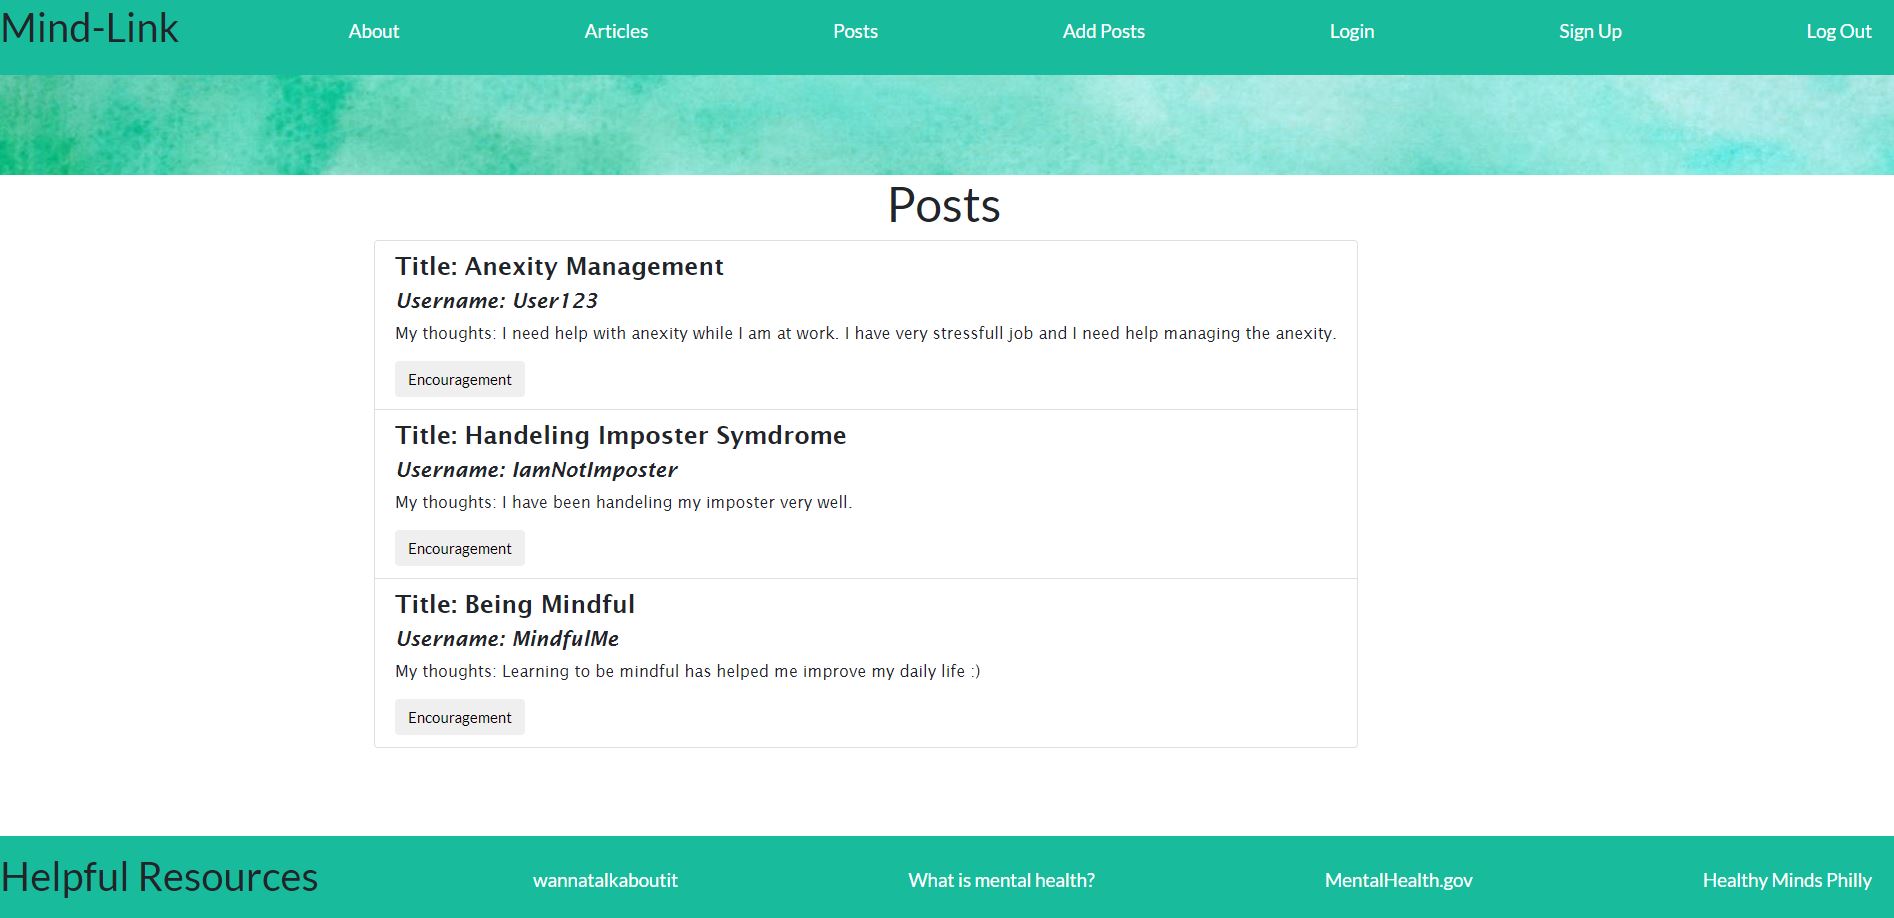 Mind-Link About Articles Posts Add Posts Login Sign Up Log Out
Posts
Title: Anexity Management
Username: User123
My thoughts: I need help with anexity while I am at work. I have very stressfull job and I need help managing the anexity.
Encouragement
Title: Handeling Imposter Symdrome
Username: IamNotImposter
My thoughts: I have been handeling my imposter very well.
Encouragement
Title: Being Mindful
Username: MindfulMe
My thoughts: Learning to be mindful has helped me improve my daily life :)
Encouragement
Helpful Resources wannatalkaboutit What is mental health? MentalHealth.gov Healthy Minds Philly